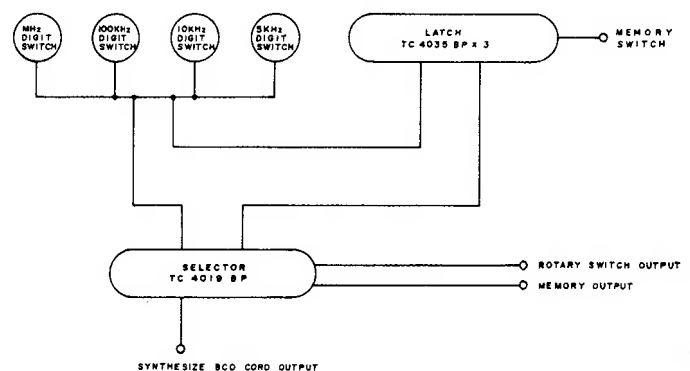 MHz
DIGIT
SWITCH
100KHz
DIGIT
SWITCH
10KHz
DIGIT
SWITCH
5KHz
DIGIT
SWITCH
LATCH
TC 4035 BP x 3
MEMORY
SWITCH
SELECTOR
TC 4019 BP
ROTARY SWITCH OUTPUT
MEMORY OUTPUT
SYNTHESIZE BCD CORD OUTPUT